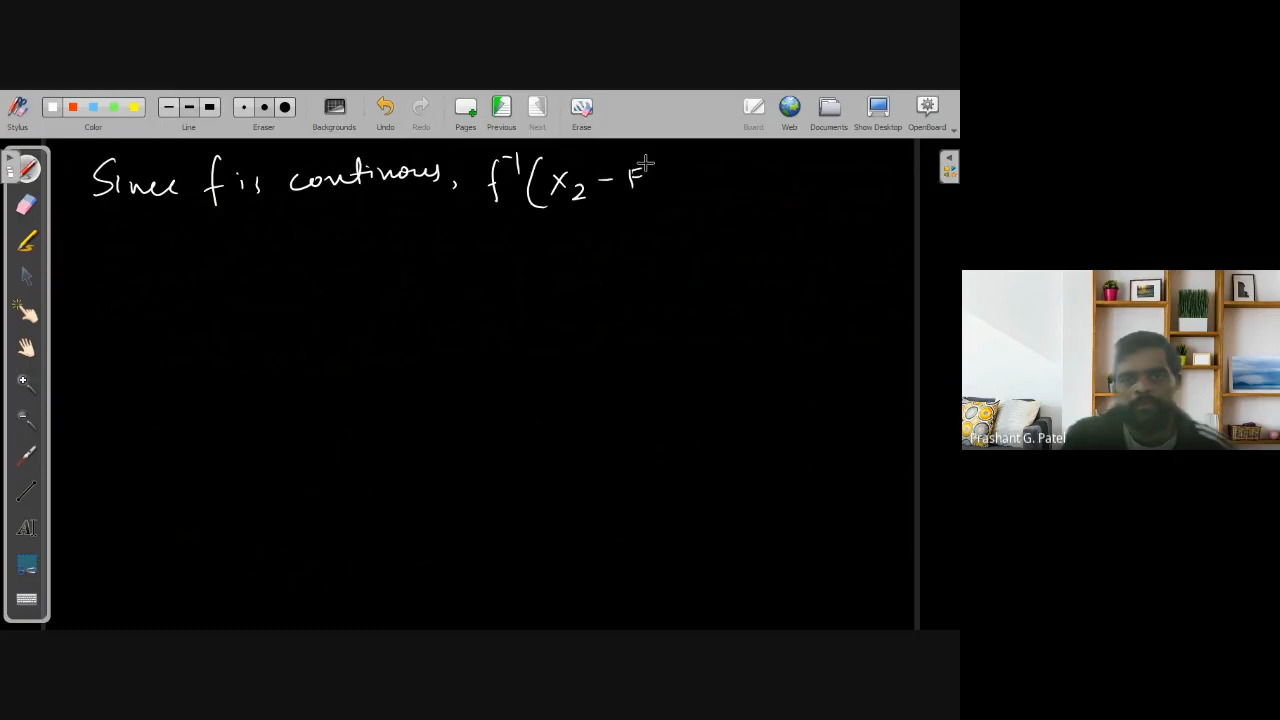 Stylus Color Line Eraser Backgrounds Undo Redo Pages Previous Next Erase Board Web Documents Show Desktop OpenBoard
Since f is continous, f⁻¹(X₂ − F
Prashant G. Patel